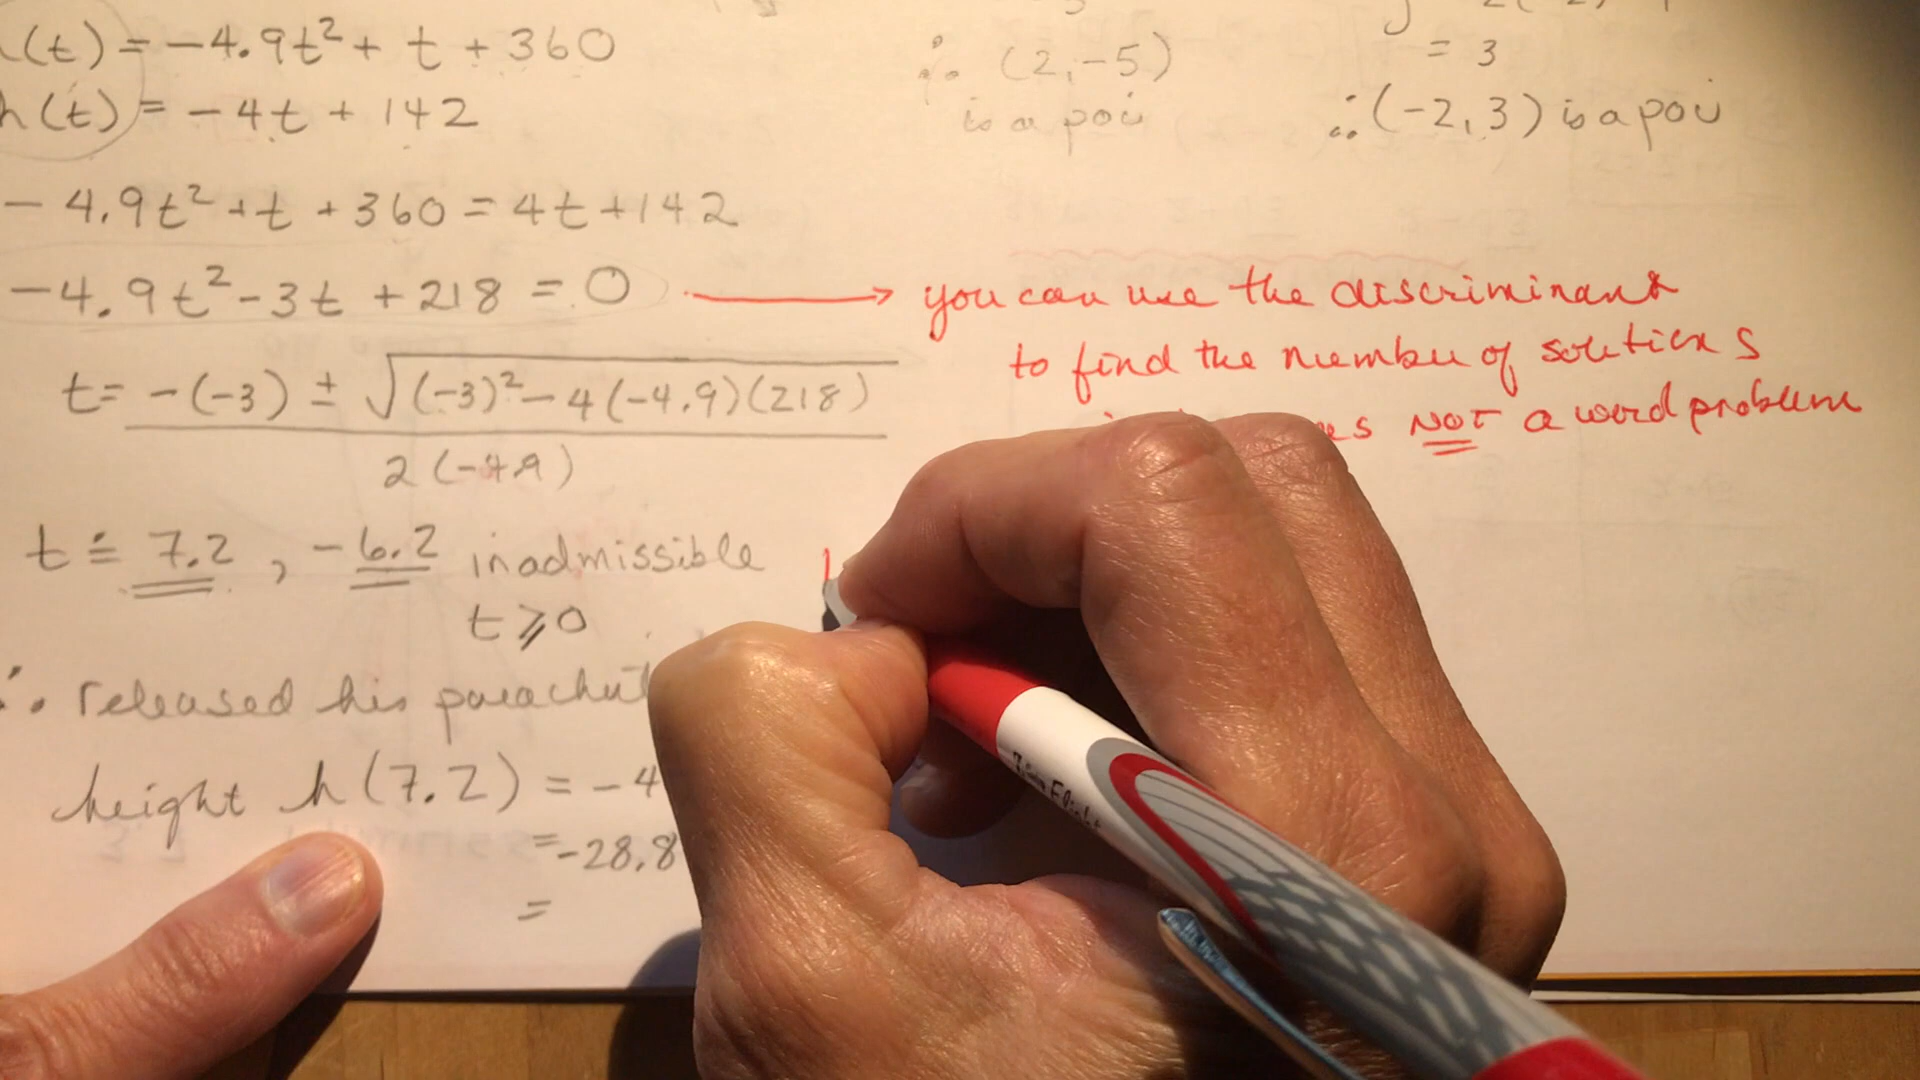 (t) = -4.9t² + t + 360
h(t) = -4t + 142
-4.9t² + t + 360 = 4t + 142
-4.9t² - 3t + 218 = 0
t = -(-3) ± √(-3)² - 4(-4.9)(218)
2(-4.9)
t ≐ 7.2 , -6.2 inadmissible
t ⩾ 0
∴ released his parachut
height h(7.2) = -4
= -28.8
=
∴ (2,-5)
is a poi
= 3
∴ (-2,3) is a poi
you can use the discriminant
to find the number of solutions
NOT a word problem